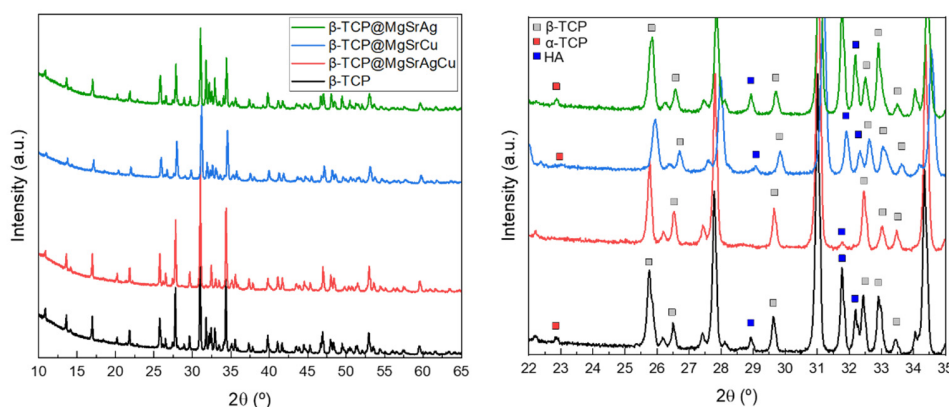 β-TCP@MgSrAg
β-TCP@MgSrCu
β-TCP@MgSrAgCu
β-TCP
Intensity (a.u.)
10 15 20 25 30 35 40 45 50 55 60 65
2θ (º)
β-TCP
α-TCP
HA
Intensity (a.u.)
22 23 24 25 26 27 28 29 30 31 32 33 34 35
2θ (º)